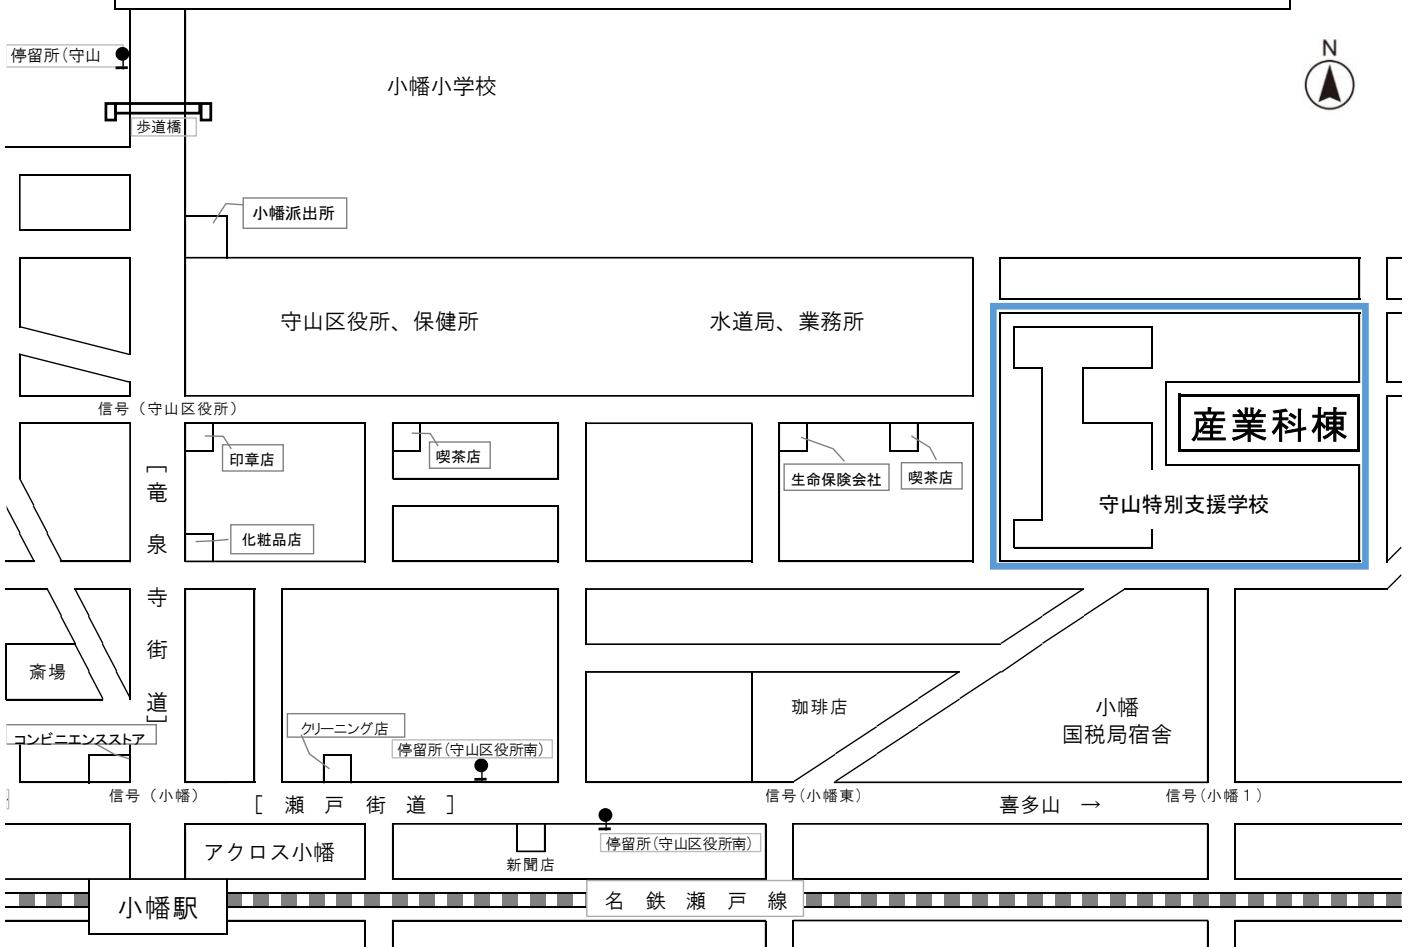 停留所(守山
小幡小学校
N
歩道橋
小幡派出所
守山区役所、保健所
水道局、業務所
信号（守山区役所）
産業科棟
印章店
喫茶店
生命保険会社
喫茶店
守山特別支援学校
化粧品店
[竜泉寺街道]
斎場
珈琲店
小幡
国税局宿舎
クリーニング店
コンビニエンスストア
停留所(守山区役所南)
信号（小幡）
[瀬戸街道]
信号(小幡東)
喜多山 →
信号(小幡１)
アクロス小幡
新聞店
停留所(守山区役所南)
小幡駅
名鉄瀬戸線